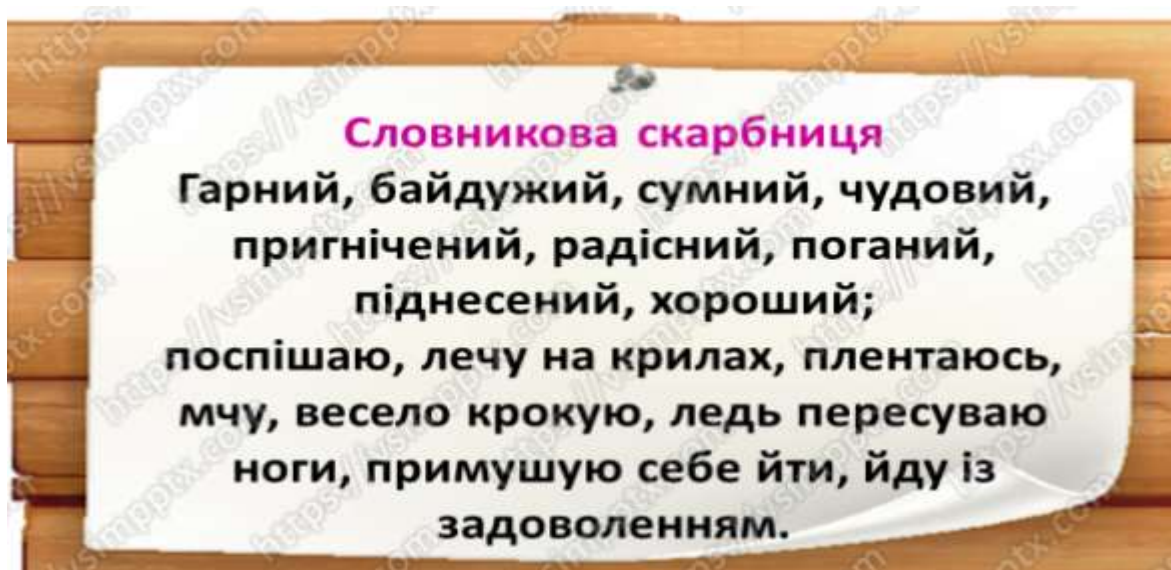 Словникова скарбниця
Гарний, байдужий, сумний, чудовий,
пригнічений, радісний, поганий,
піднесений, хороший;
поспішаю, лечу на крилах, плентаюсь,
мчу, весело крокую, ледь пересуваю
ноги, примушую себе йти, йду із
задоволенням.